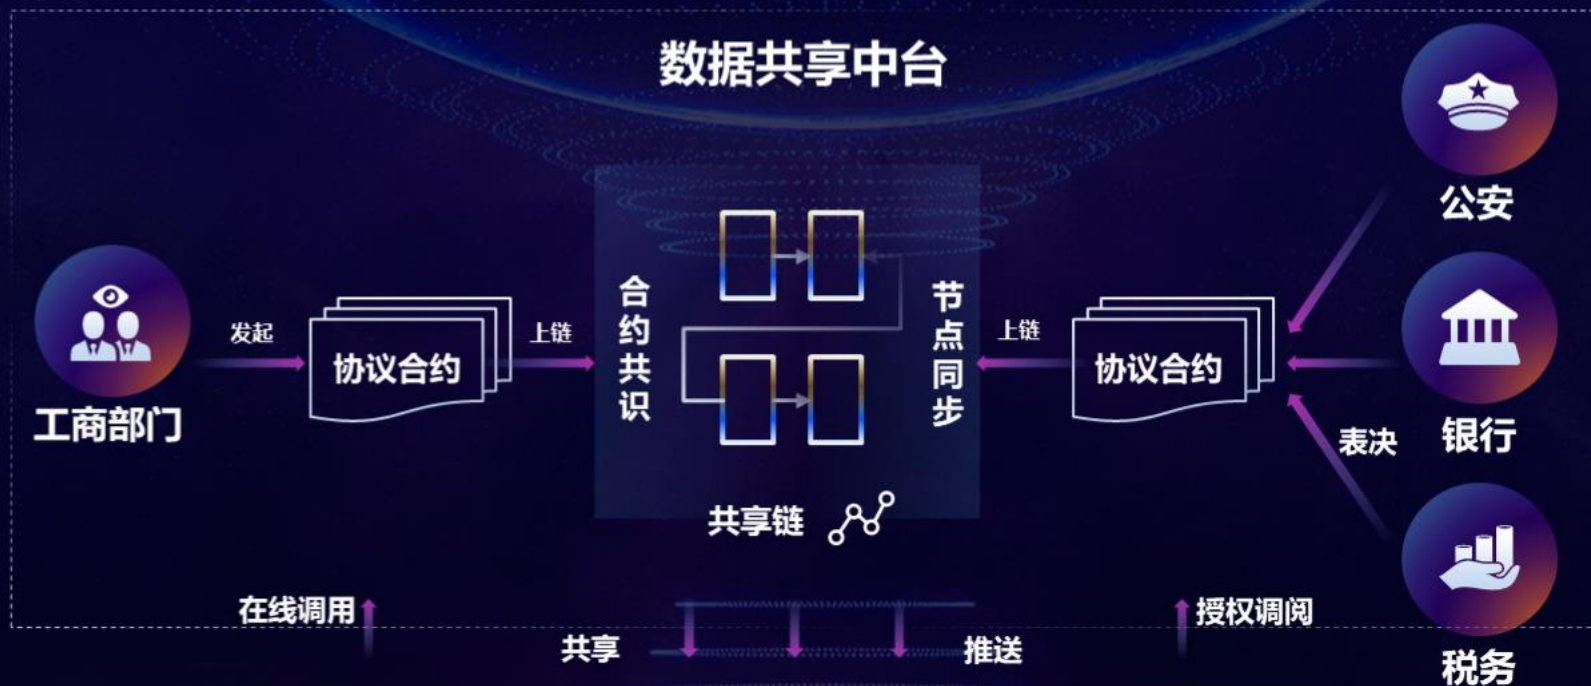 数据共享中台
公安
合约共识
节点同步
发起
协议合约
上链
上链
协议合约
工商部门
表决
银行
共享链
在线调用
授权调阅
共享
推送
税务